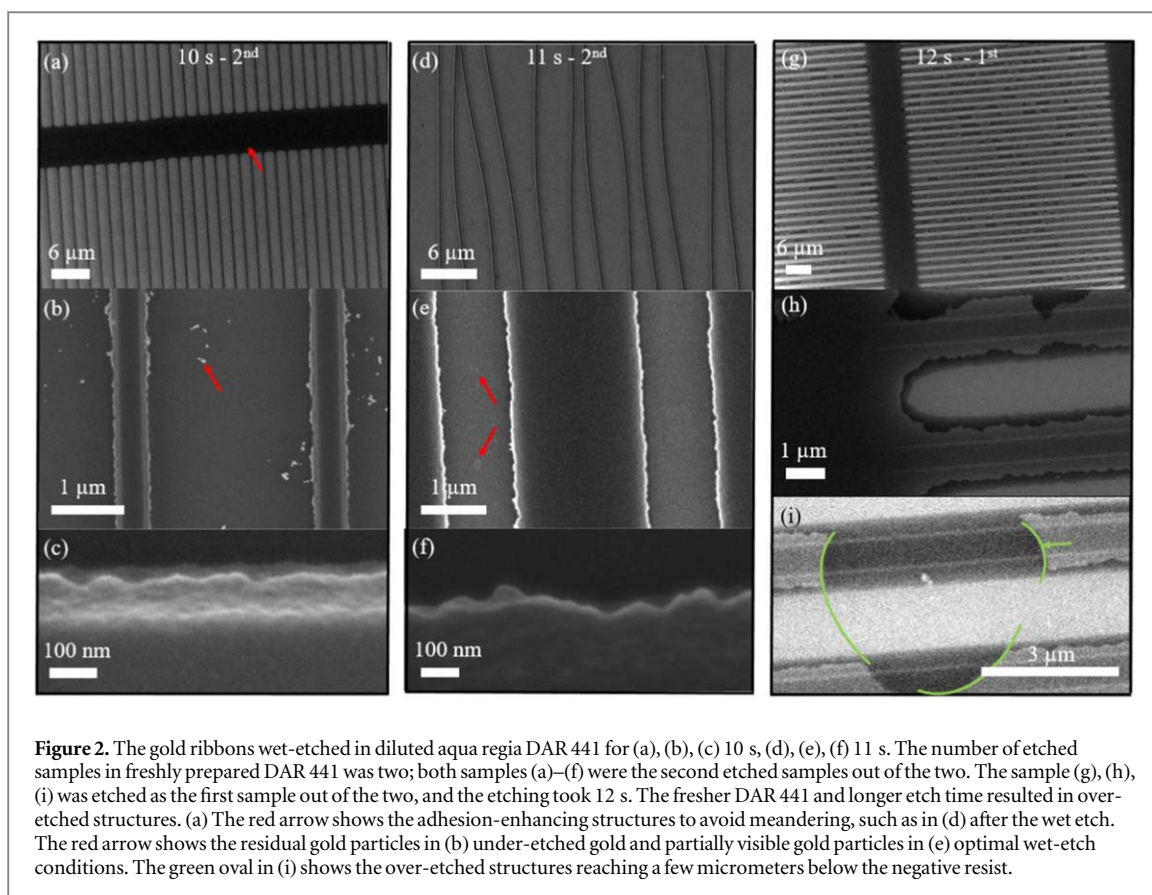 (a) 10 s - 2nd
6 μm
(b)
1 μm
(c)
100 nm
(d) 11 s - 2nd
6 μm
(e)
1 μm
(f)
100 nm
(g) 12 s - 1st
6 μm
(h)
1 μm
(i)
3 μm
Figure 2. The gold ribbons wet-etched in diluted aqua regia DAR 441 for (a), (b), (c) 10 s, (d), (e), (f) 11 s. The number of etched
samples in freshly prepared DAR 441 was two; both samples (a)–(f) were the second etched samples out of the two. The sample (g), (h),
(i) was etched as the first sample out of the two, and the etching took 12 s. The fresher DAR 441 and longer etch time resulted in over-
etched structures. (a) The red arrow shows the adhesion-enhancing structures to avoid meandering, such as in (d) after the wet etch.
The red arrow shows the residual gold particles in (b) under-etched gold and partially visible gold particles in (e) optimal wet-etch
conditions. The green oval in (i) shows the over-etched structures reaching a few micrometers below the negative resist.